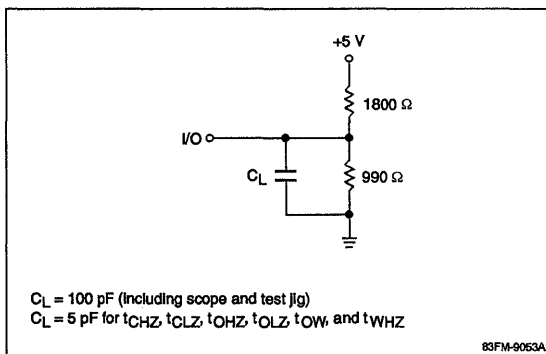 +5 V
1800 Ω
I/O
CL
990 Ω
CL = 100 pF (Including scope and test jig)
CL = 5 pF for tCHZ, tCLZ, tOHZ, tOLZ, tOW, and tWHZ
83FM-9053A